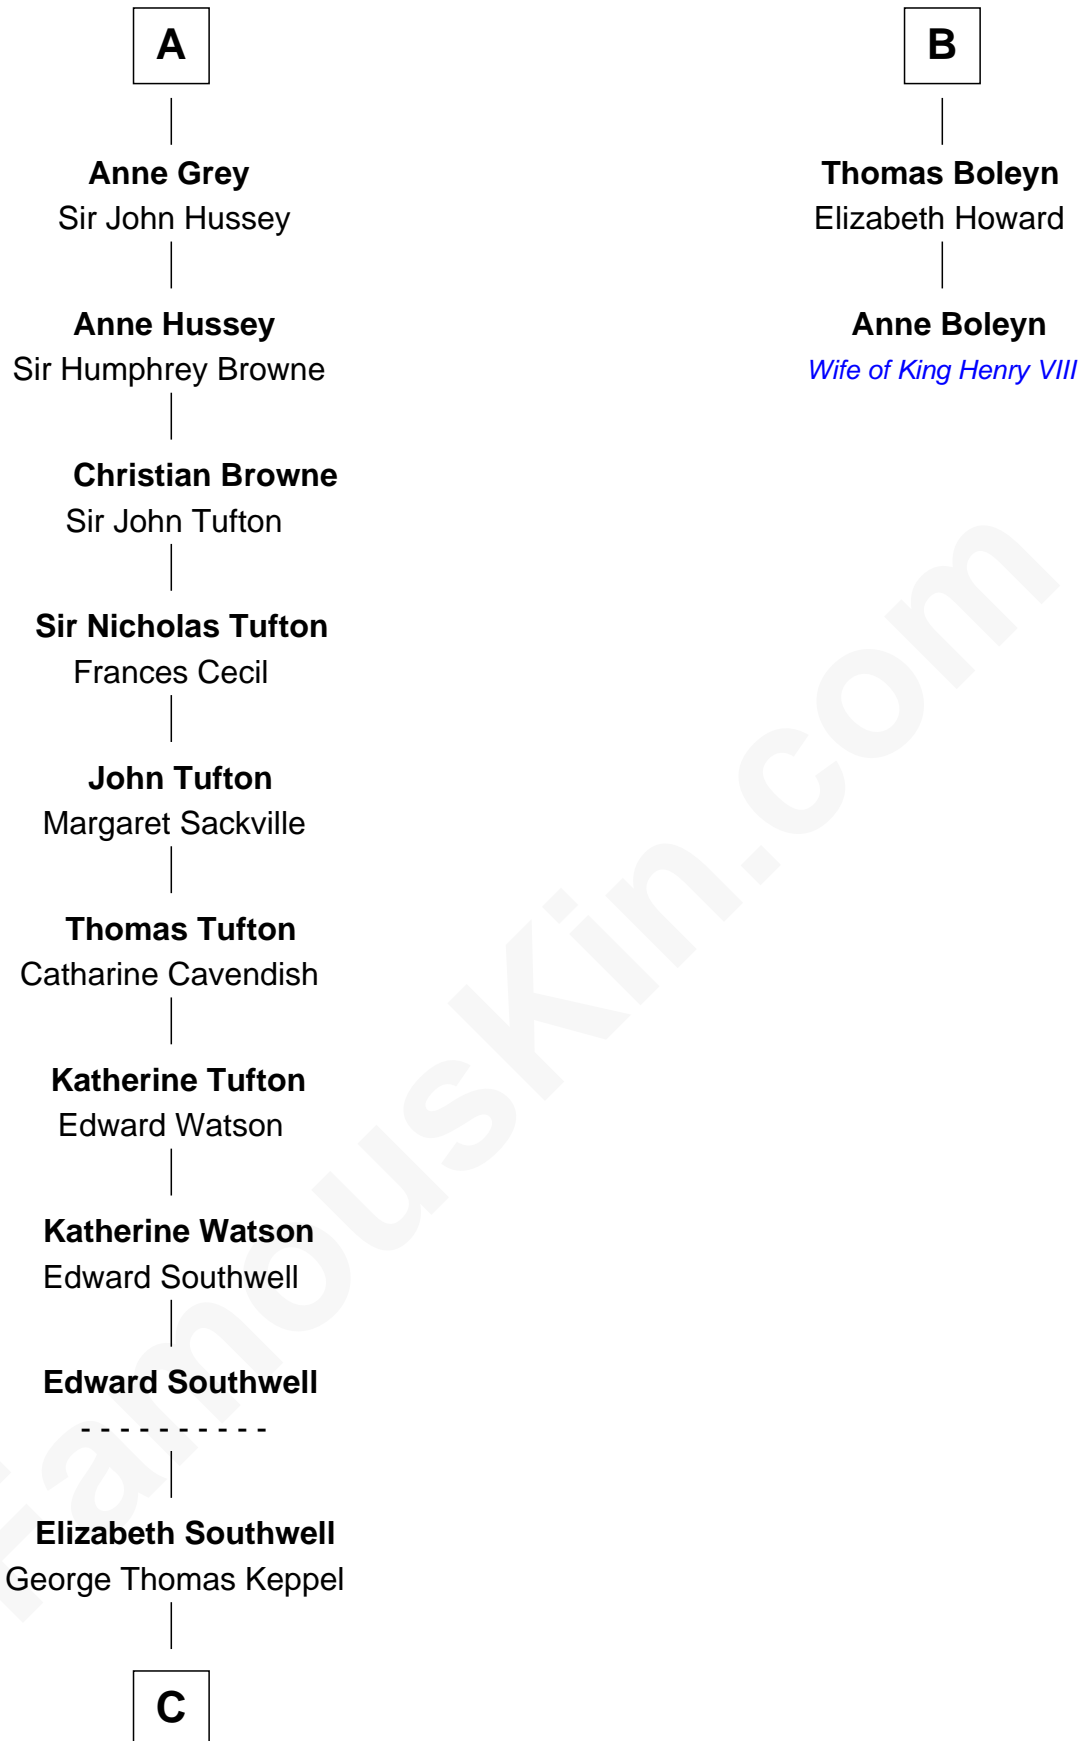 A
Anne Grey
Sir John Hussey
Anne Hussey
Sir Humphrey Browne
Christian Browne
Sir John Tufton
Sir Nicholas Tufton
Frances Cecil
John Tufton
Margaret Sackville
Thomas Tufton
Catharine Cavendish
Katherine Tufton
Edward Watson
Katherine Watson
Edward Southwell
Edward Southwell
- - - - - - - - - -
Elizabeth Southwell
George Thomas Keppel
C
B
Thomas Boleyn
Elizabeth Howard
Anne Boleyn
Wife of King Henry VIII
FamousKin.com